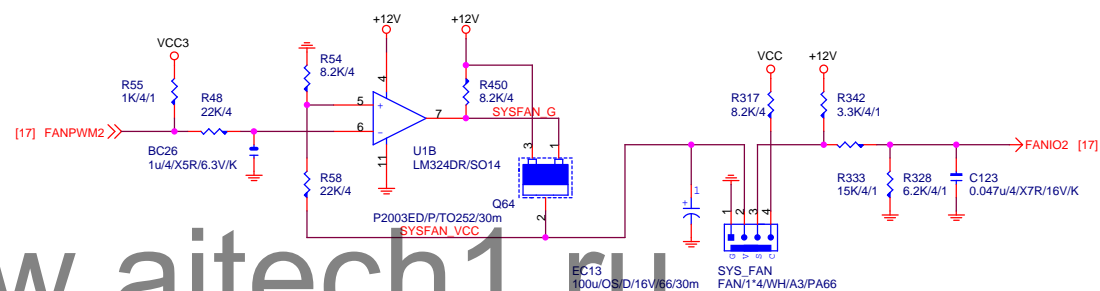 +12V
+12V
VCC3
VCC
+12V
R54
8.2K/4
4
R55
1K/4/1
R48
22K/4
R450
8.2K/4
R317
8.2K/4
R342
3.3K/4/1
5
+
7
SYSFAN_G
[17] FANPWM2
6
-
FANIO2 [17]
BC26
1u/4/X5R/6.3V/K
11
U1B
LM324DR/SO14
3
1
R58
22K/4
R333
15K/4/1
R328
6.2K/4/1
C123
0.047u/4/X7R/16V/K
Q64
2
P2003ED/P/TO252/30m
SYSFAN_VCC
+
1
1
2
3
4
G
V
S
C
EC13
100u/OS/D/16V/66/30m
SYS_FAN
FAN/1*4/WH/A3/PA66
w.aitech1.ru